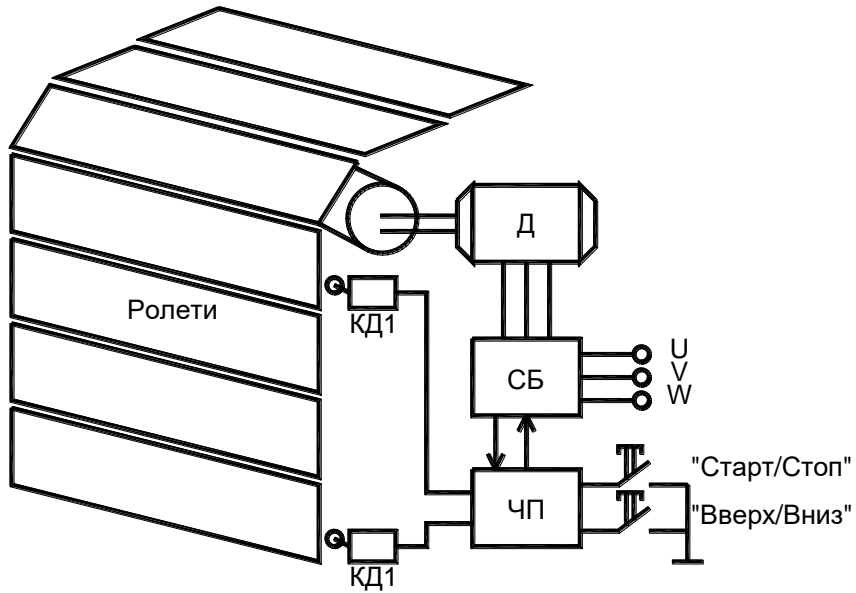 Д
Ролети
КД1
СБ
U
V
W
"Старт/Стоп"
ЧП
"Вверх/Вниз"
КД1